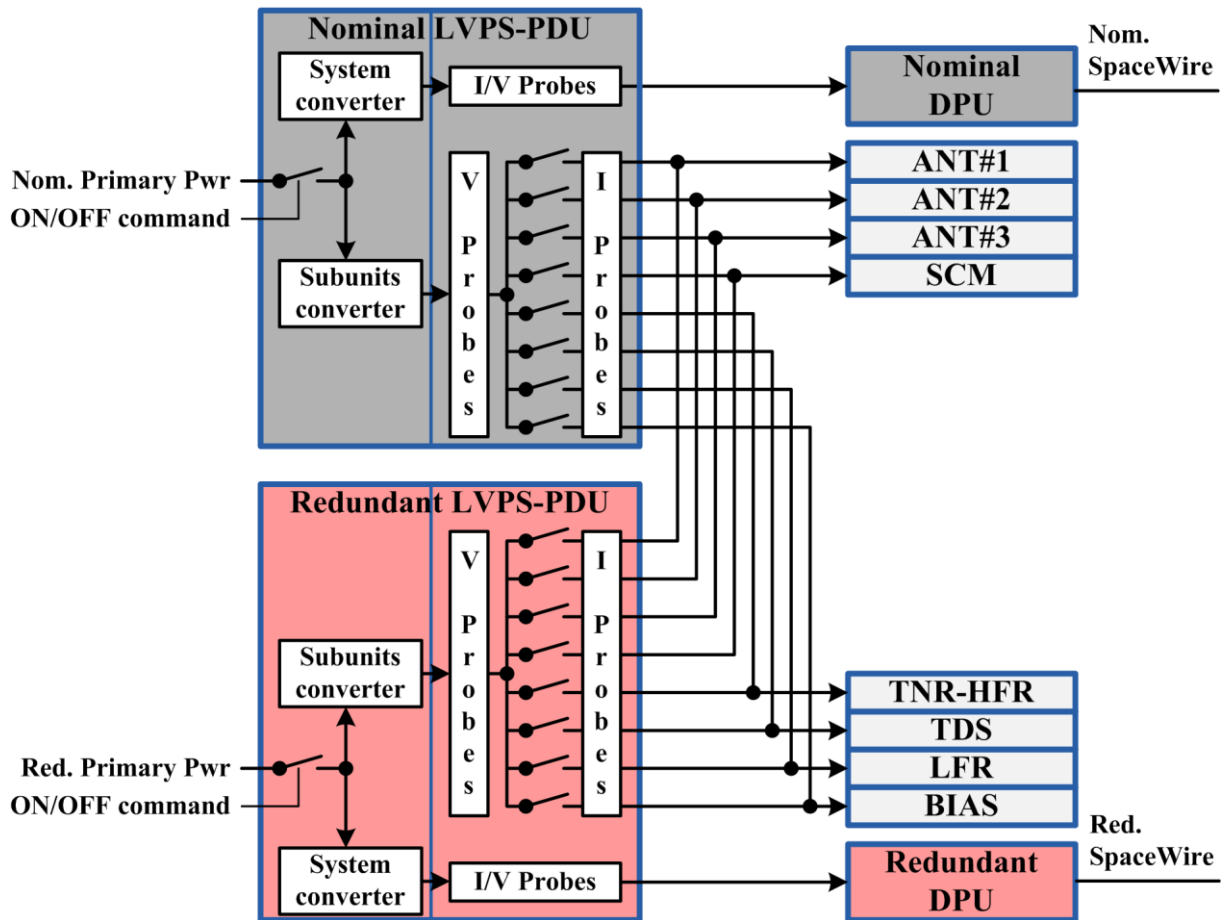 Nominal LVPS-PDU
System
converter
I/V Probes
Nom. Primary Pwr
ON/OFF command
Subunits
converter
V
P
r
o
b
e
s
I
P
r
o
b
e
s
Nominal
DPU
Nom.
SpaceWire
ANT#1
ANT#2
ANT#3
SCM
Redundant LVPS-PDU
V
P
r
o
b
e
s
I
P
r
o
b
e
s
Subunits
converter
Red. Primary Pwr
ON/OFF command
System
converter
I/V Probes
TNR-HFR
TDS
LFR
BIAS
Redundant
DPU
Red.
SpaceWire